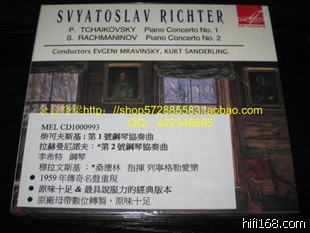 SVYATOSLAV RICHTER
P. TCHAIKOVSKY Piano Concerto No. 1
S. RACHMANINOV Piano Concerto No. 2
Conductors EVGENI MRAVINSKY, KURT SANDERLING
http://shop572885583.taobao.com
QQ: 422346885
MEL CD1000993
柴可夫斯基:第1號鋼琴協奏曲
拉赫曼尼諾夫:*第2號鋼琴協奏曲
李希特 鋼琴
穆拉文斯基 *桑德林 指揮 列寧格勒愛樂
• 1959年傳奇名盤重現
• 原味十足 & 最具說服力的經典版本
• 原廠母帶數位轉製,原味十足。
hifi168.com